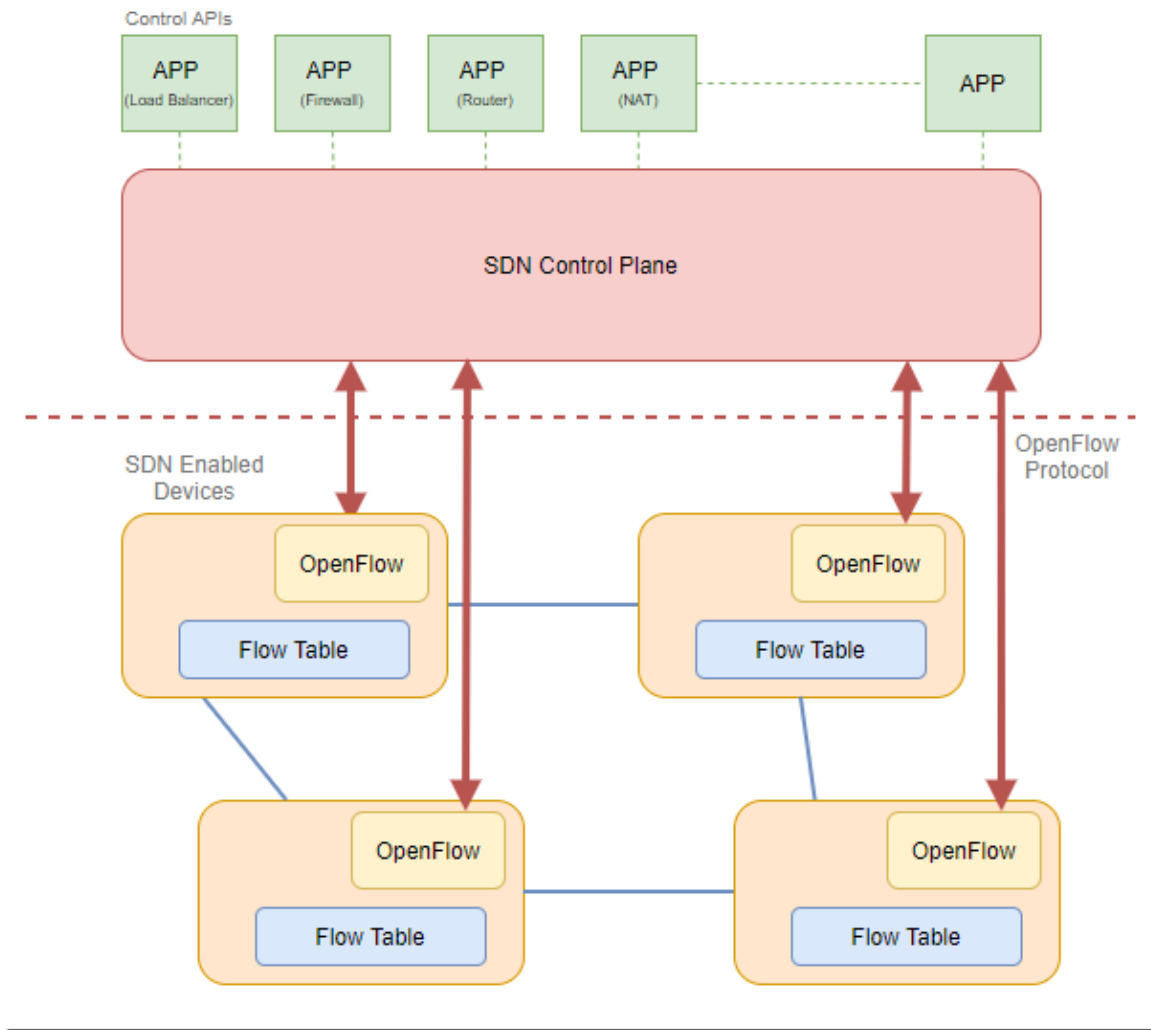 Control APIs
APP
(Load Balancer)
APP
(Firewall)
APP
(Router)
APP
(NAT)
APP
SDN Control Plane
OpenFlow
Protocol
SDN Enabled
Devices
OpenFlow
Flow Table
OpenFlow
Flow Table
OpenFlow
Flow Table
OpenFlow
Flow Table